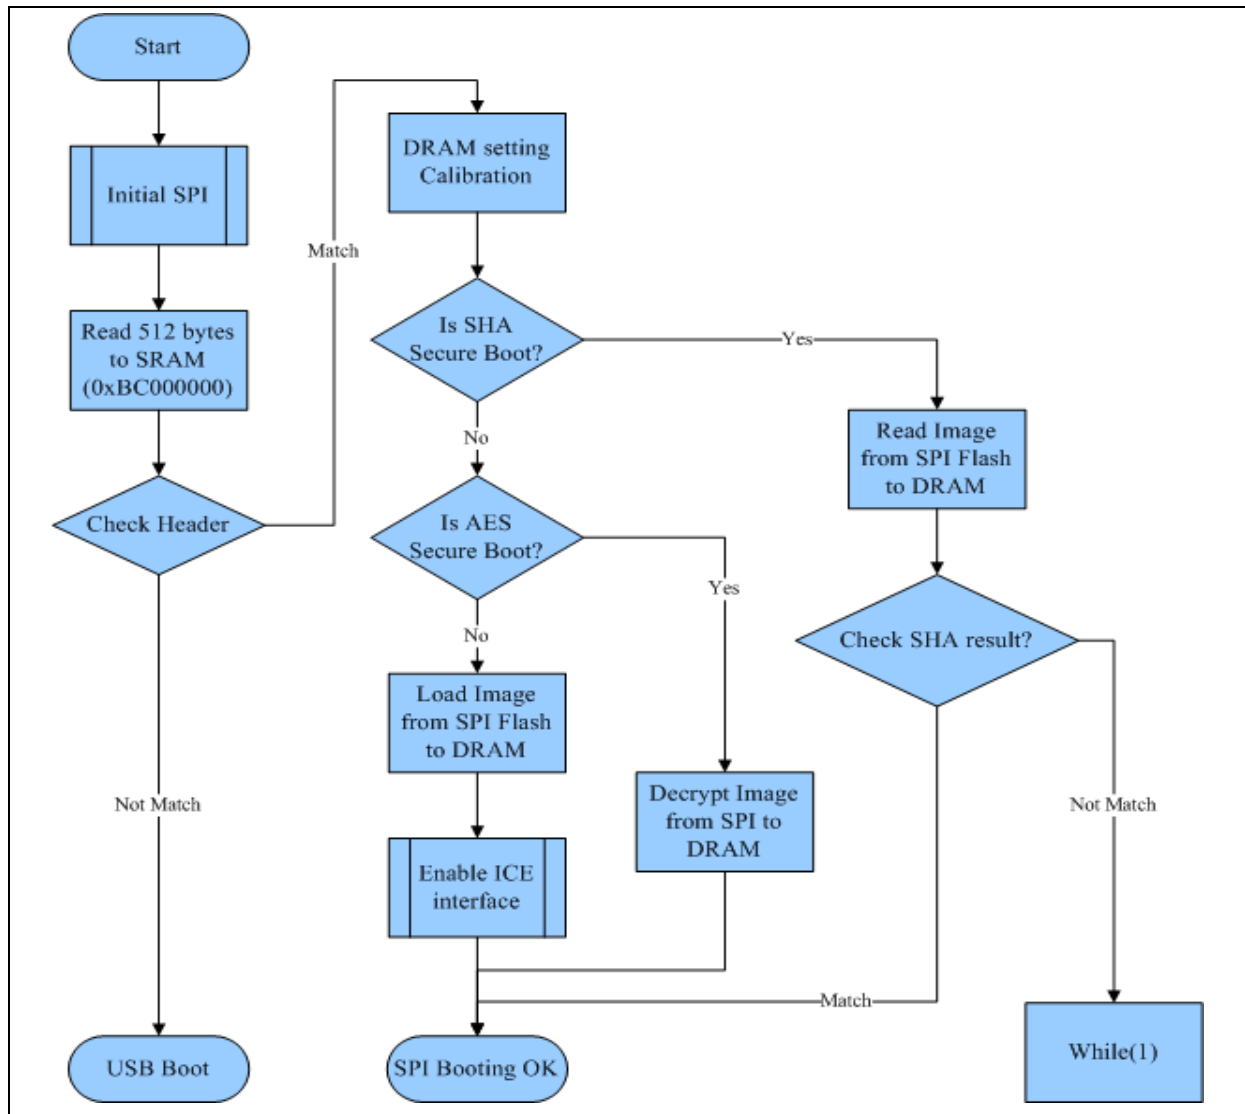 Start
Initial SPI
Read 512 bytes
to SRAM
(0xBC000000)
Check Header
Not Match
USB Boot
Match
DRAM setting
Calibration
Is SHA
Secure Boot?
Yes
No
Is AES
Secure Boot?
Yes
No
Load Image
from SPI Flash
to DRAM
Enable ICE
interface
Decrypt Image
from SPI to
DRAM
SPI Booting OK
Read Image
from SPI Flash
to DRAM
Check SHA result?
Match
Not Match
While(1)